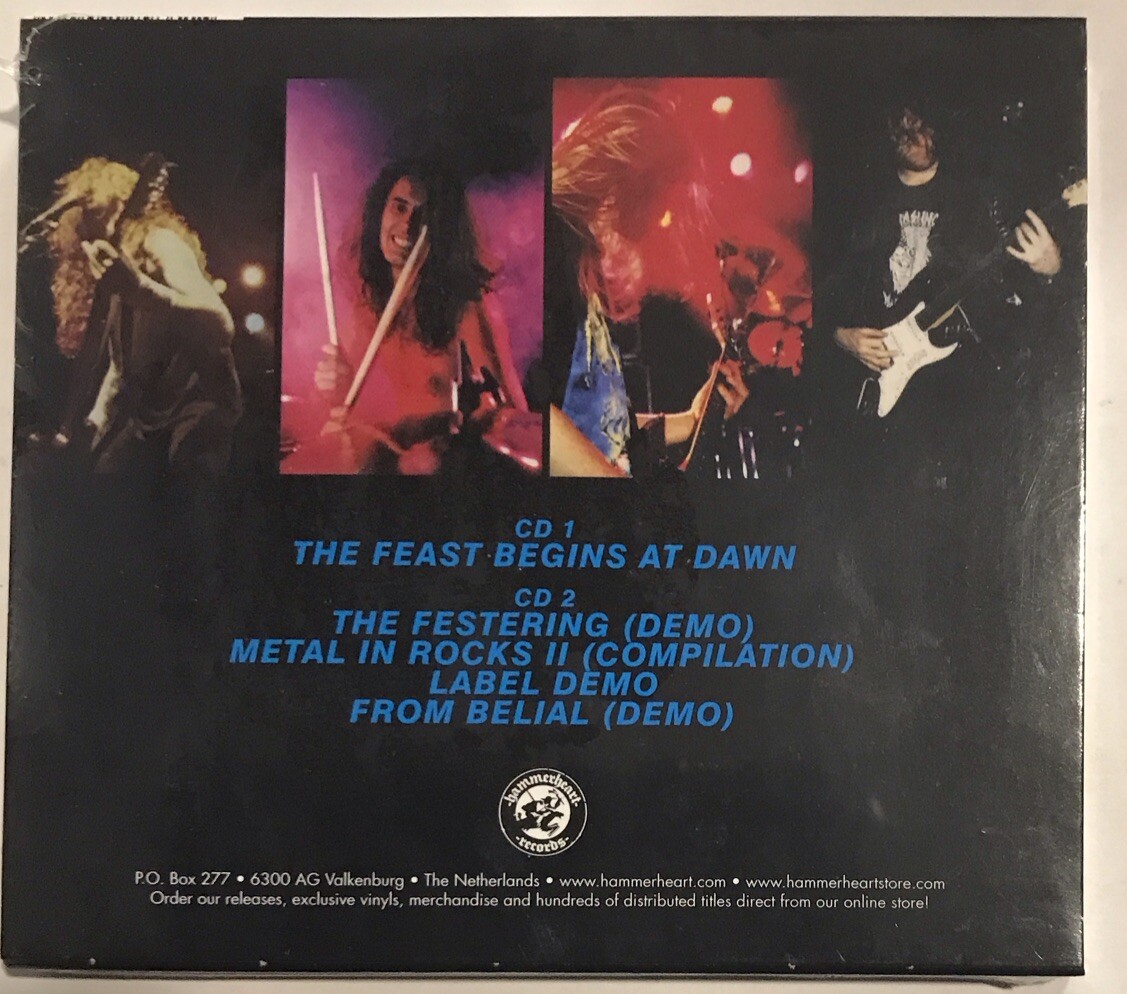 CD 1
THE FEAST BEGINS AT DAWN
CD 2
THE FESTERING (DEMO)
METAL IN ROCKS II (COMPILATION)
LABEL DEMO
FROM BELIAL (DEMO)
·hammerheart·
·records·
P.O. Box 277 • 6300 AG Valkenburg • The Netherlands • www.hammerheart.com • www.hammerheartstore.com
Order our releases, exclusive vinyls, merchandise and hundreds of distributed titles direct from our online store!